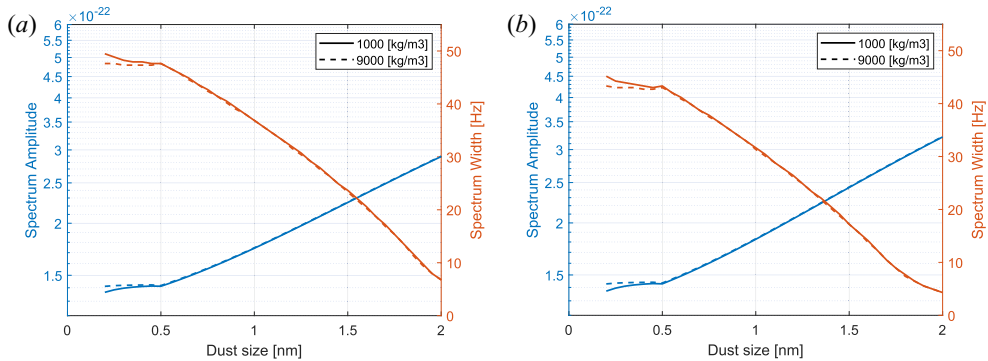 (a)
×10-22
6
5
4.5
4
3.5
3
2.5
2
1.5
Spectrum Amplitude
1000 [kg/m3]
9000 [kg/m3]
50
40
30
20
10
0
Spectrum Width [Hz]
0 0.5 1 1.5 2
Dust size [nm]
(b)
×10-22
6
5
4.5
4
3.5
3
2.5
2
1.5
Spectrum Amplitude
1000 [kg/m3]
9000 [kg/m3]
50
40
30
20
10
0
Spectrum Width [Hz]
0 0.5 1 1.5 2
Dust size [nm]